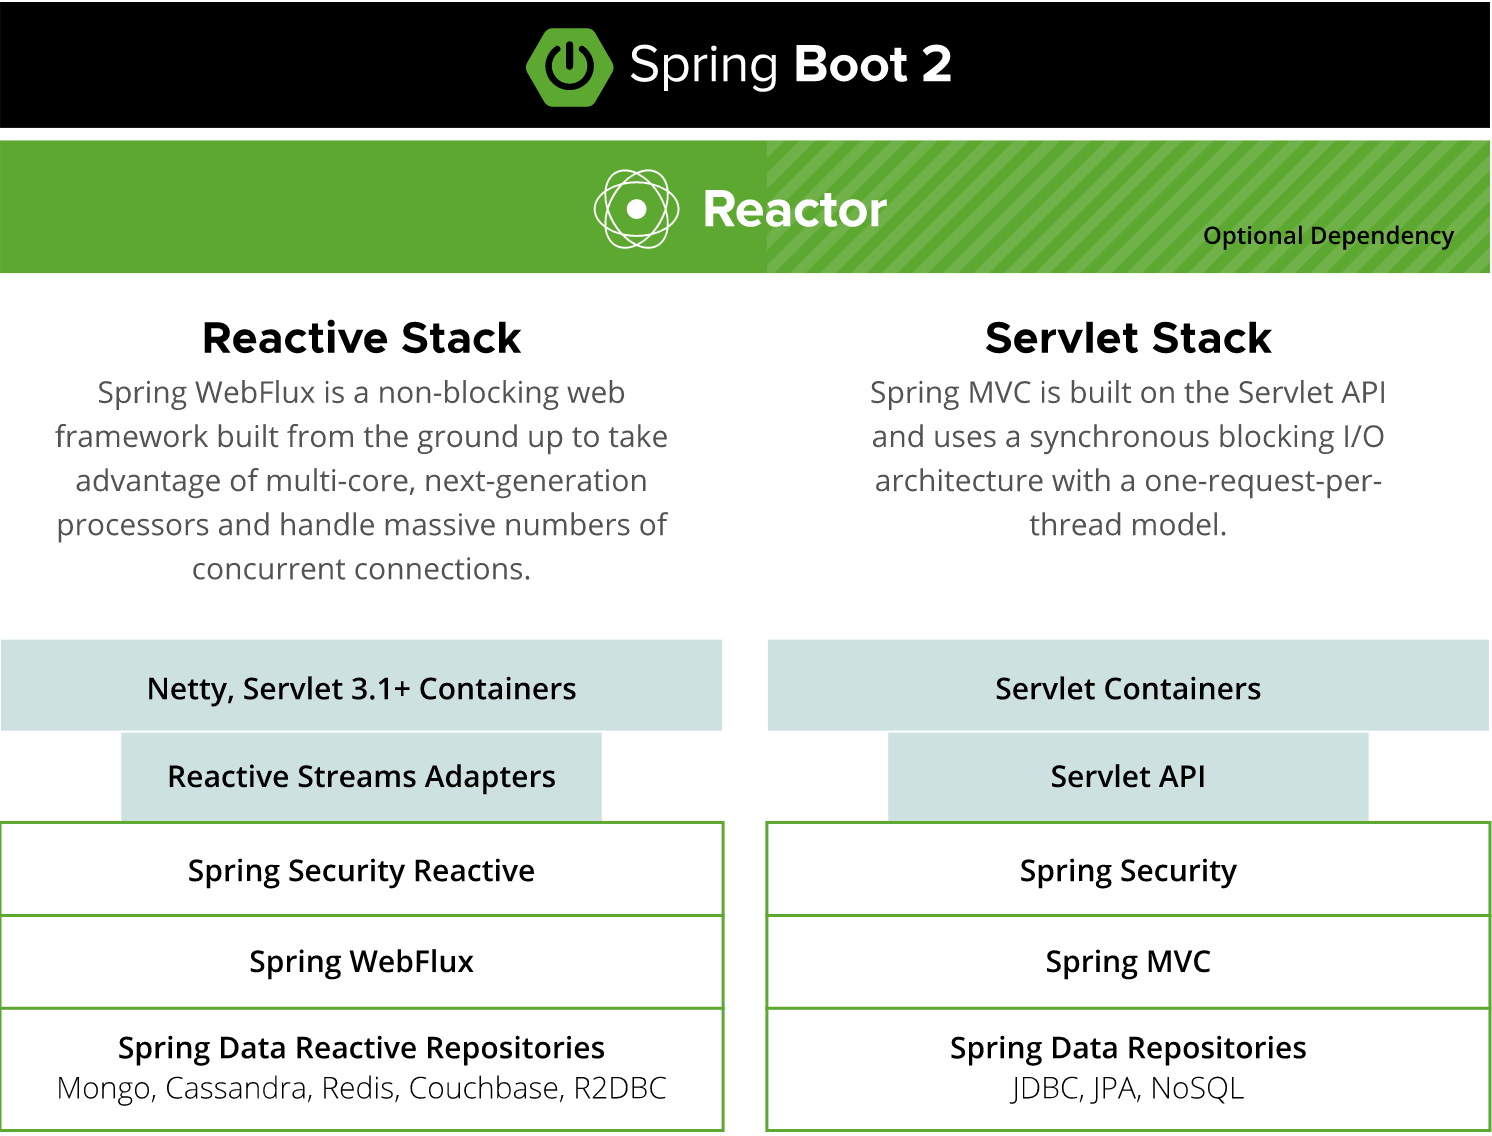 Spring Boot 2
Reactor
Optional Dependency
Reactive Stack
Spring WebFlux is a non-blocking web
framework built from the ground up to take
advantage of multi-core, next-generation
processors and handle massive numbers of
concurrent connections.
Netty, Servlet 3.1+ Containers
Reactive Streams Adapters
Spring Security Reactive
Spring WebFlux
Spring Data Reactive Repositories
Mongo, Cassandra, Redis, Couchbase, R2DBC
Servlet Stack
Spring MVC is built on the Servlet API
and uses a synchronous blocking I/O
architecture with a one-request-per-
thread model.
Servlet Containers
Servlet API
Spring Security
Spring MVC
Spring Data Repositories
JDBC, JPA, NoSQL